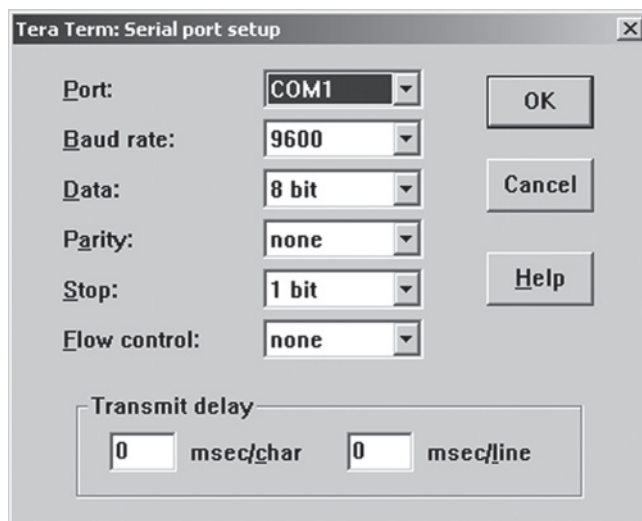 Tera Term: Serial port setup
Port: COM1
OK
Baud rate: 9600
Data: 8 bit
Cancel
Parity: none
Stop: 1 bit
Help
Flow control: none
Transmit delay
0 msec/char 0 msec/line